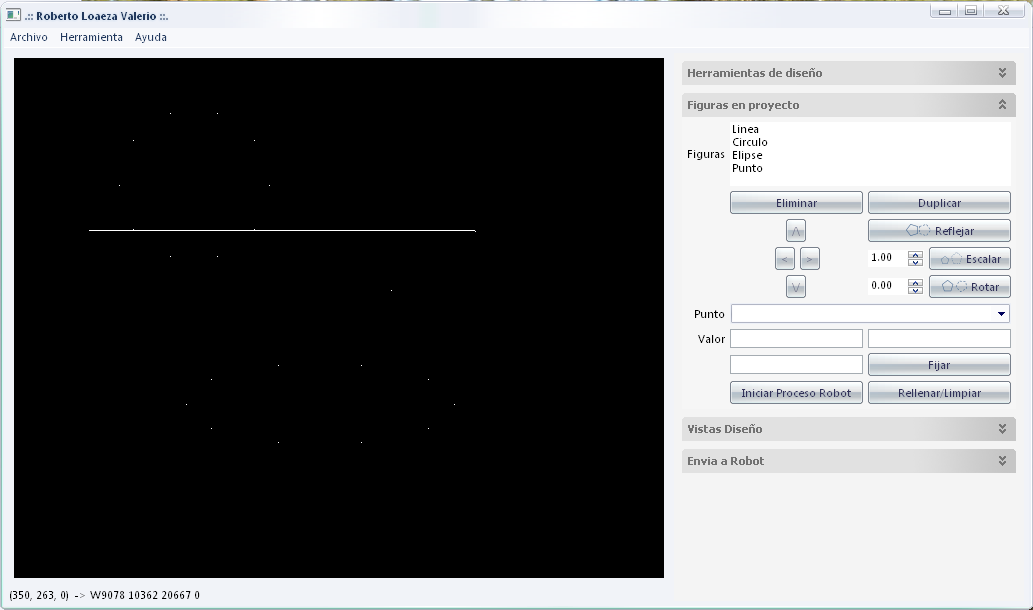 .:: Roberto Loaeza Valerio ::.
Archivo Herramienta Ayuda
Herramientas de diseño
Figuras en proyecto
Figuras
Linea
Circulo
Elipse
Punto
Eliminar Duplicar
Λ Reflejar
< > 1.00 Escalar
V 0.00 Rotar
Punto
Valor
Fijar
Iniciar Proceso Robot Rellenar/Limpiar
Vistas Diseño
Envia a Robot
(350, 263, 0) -> W9078 10362 20667 0